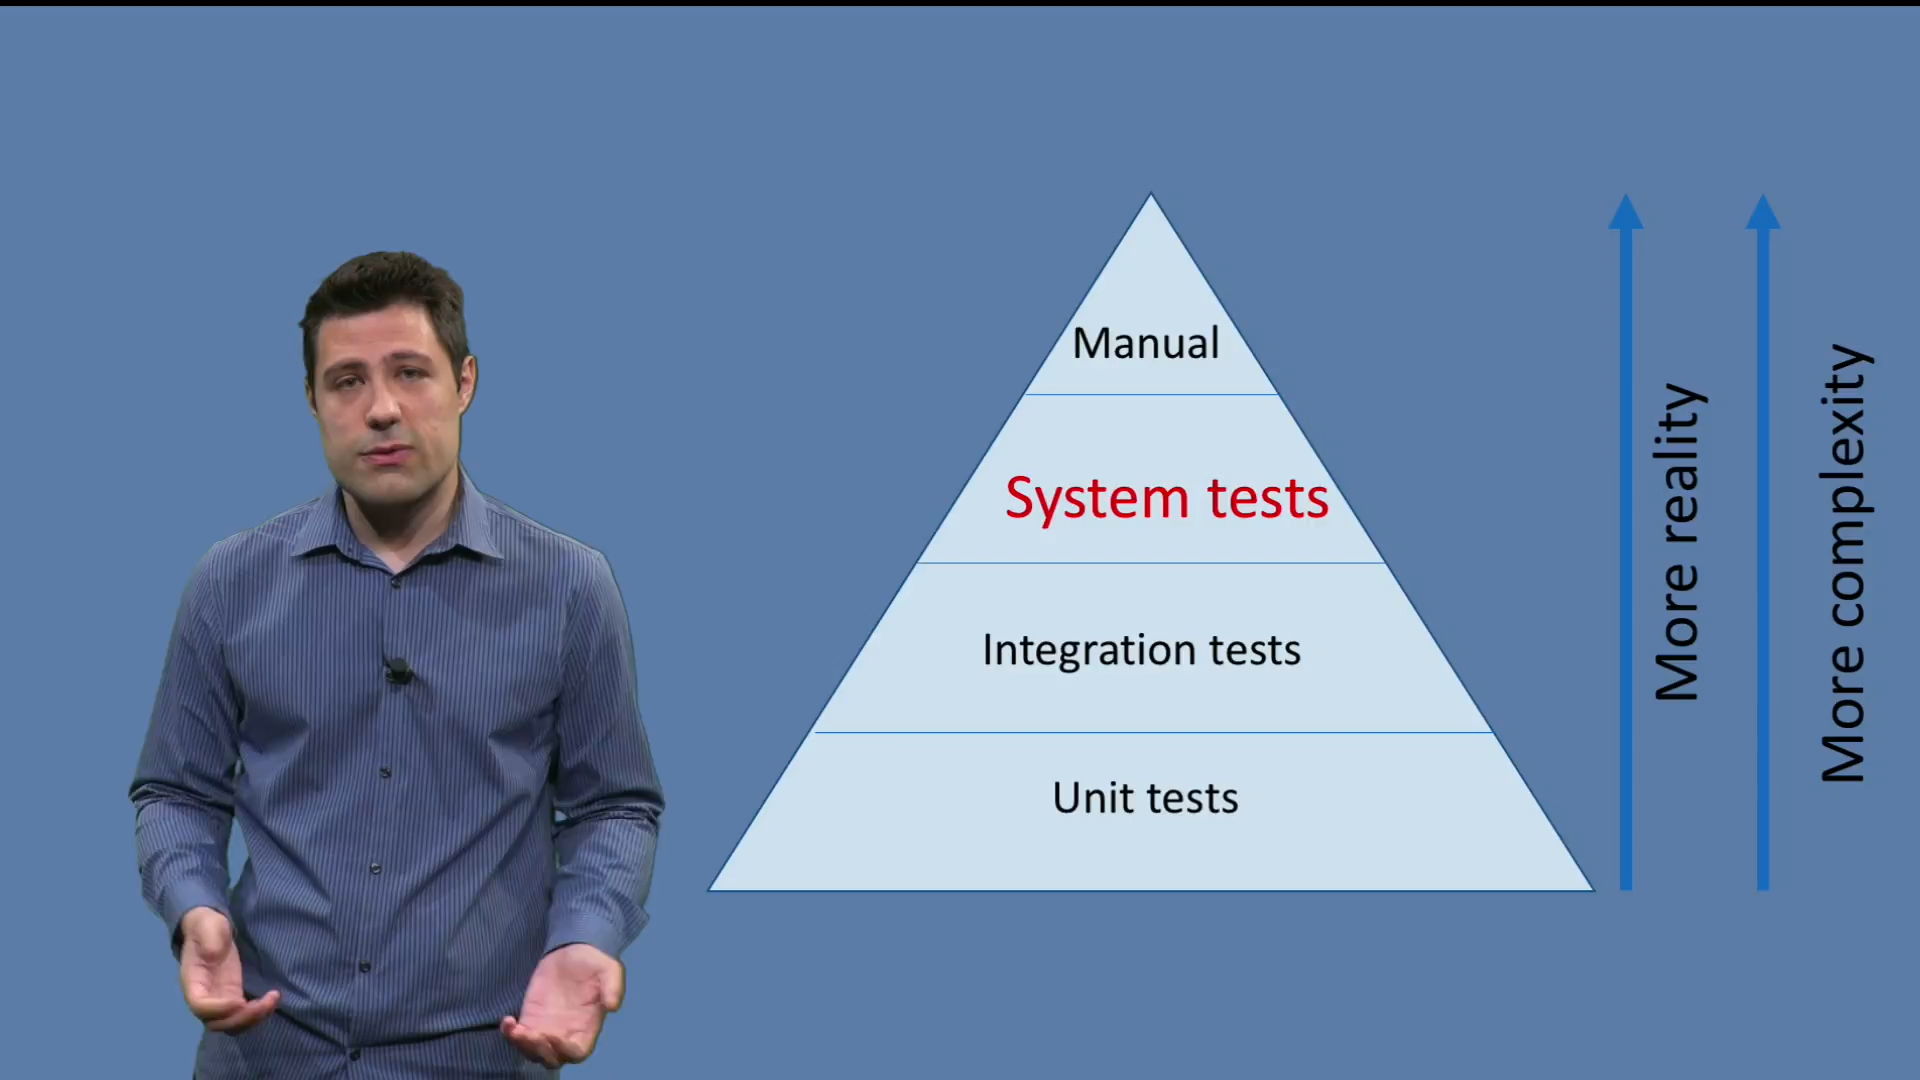 Manual
System tests
Integration tests
Unit tests
More reality
More complexity